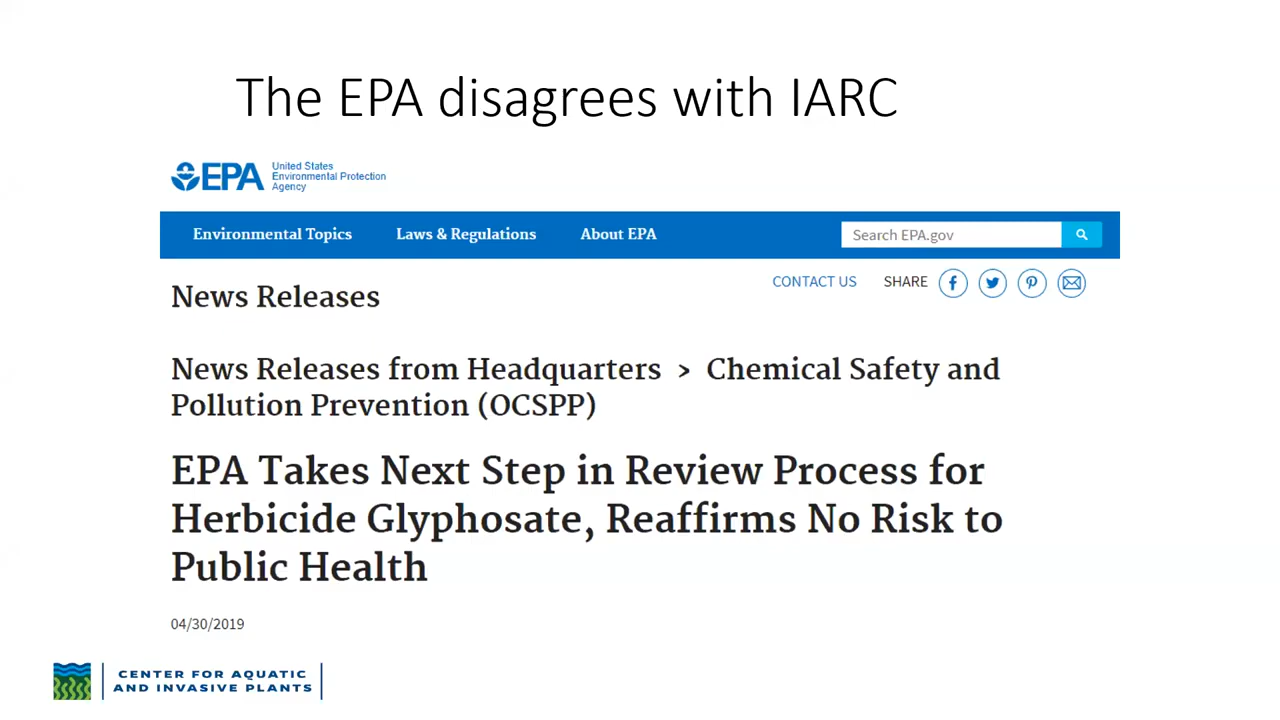 The EPA disagrees with IARC
EPA
United States
Environmental Protection
Agency
Environmental Topics
Laws & Regulations
About EPA
Search EPA.gov
CONTACT US
SHARE
News Releases
News Releases from Headquarters > Chemical Safety and
Pollution Prevention (OCSPP)
EPA Takes Next Step in Review Process for
Herbicide Glyphosate, Reaffirms No Risk to
Public Health
04/30/2019
CENTER FOR AQUATIC
AND INVASIVE PLANTS